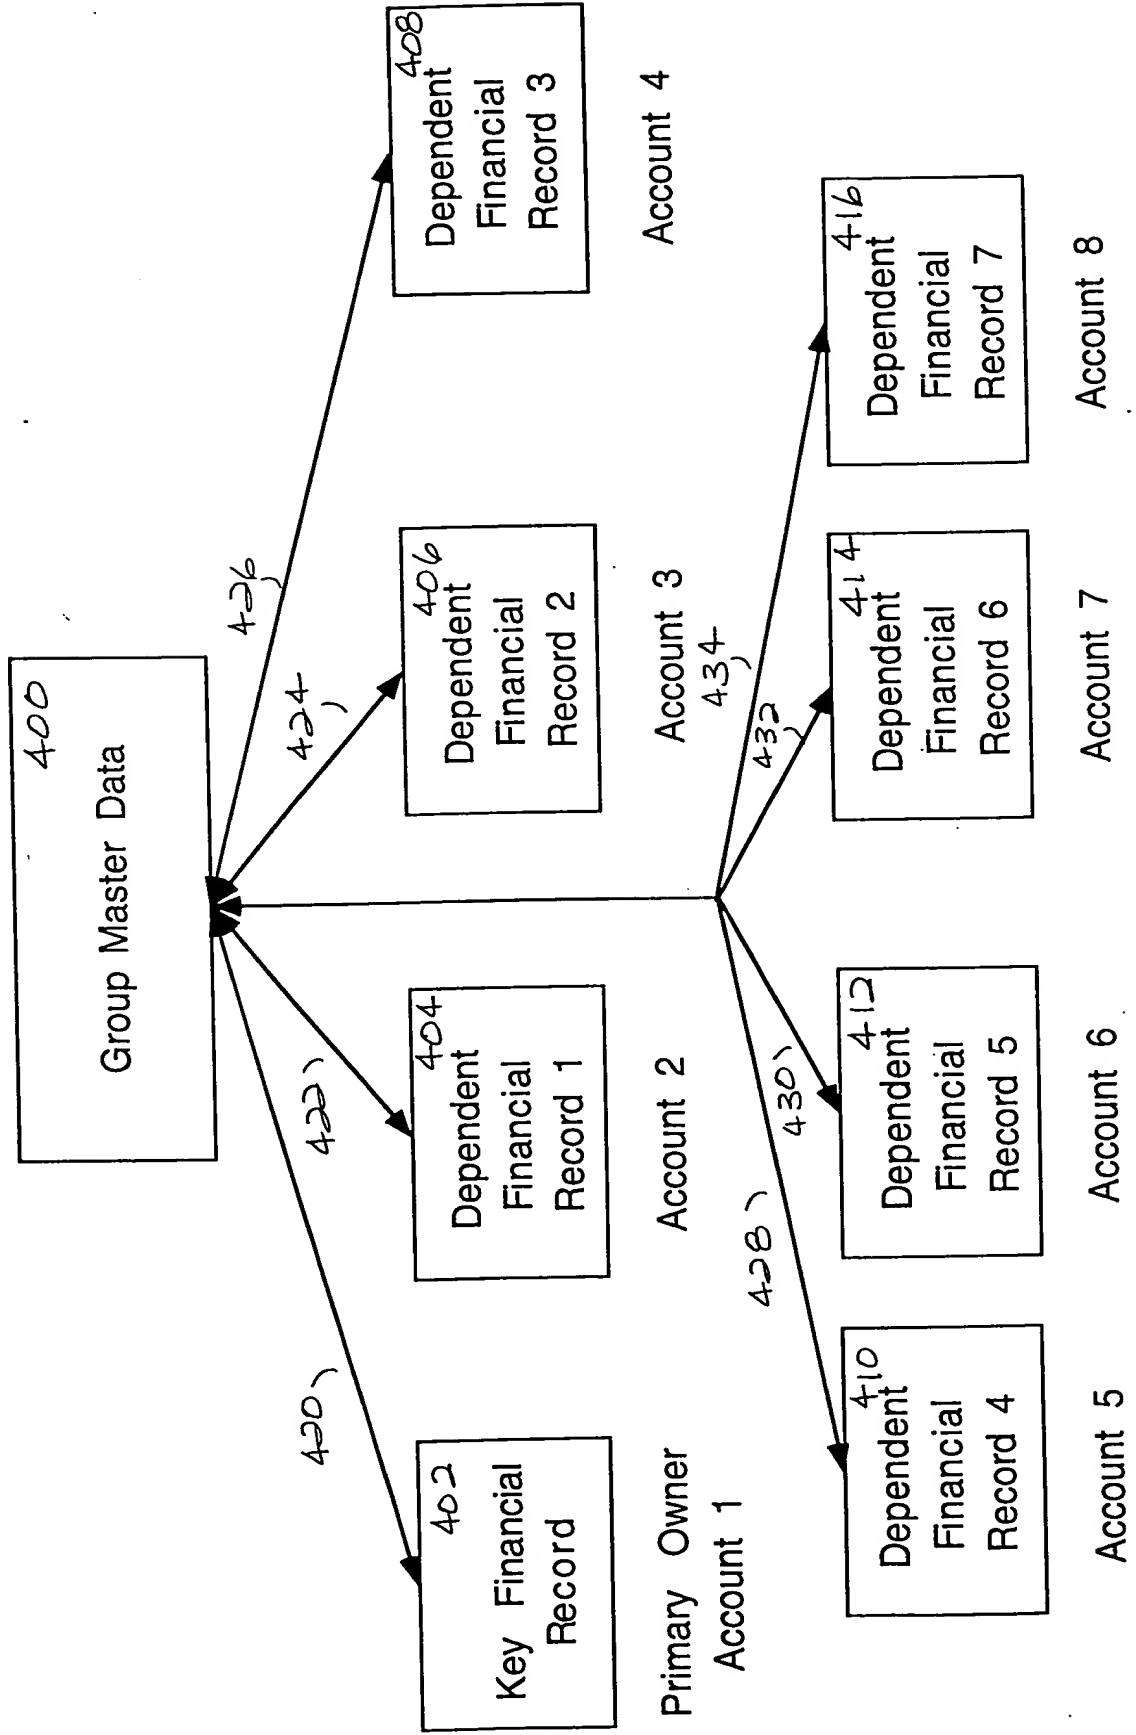 400
Group Master Data
420
422
424
426
402
Key Financial
Record
Primary Owner
Account 1
404
Dependent
Financial
Record 1
Account 2
406
Dependent
Financial
Record 2
Account 3
408
Dependent
Financial
Record 3
Account 4
428
430
432
434
410
Dependent
Financial
Record 4
Account 5
412
Dependent
Financial
Record 5
Account 6
414
Dependent
Financial
Record 6
Account 7
416
Dependent
Financial
Record 7
Account 8